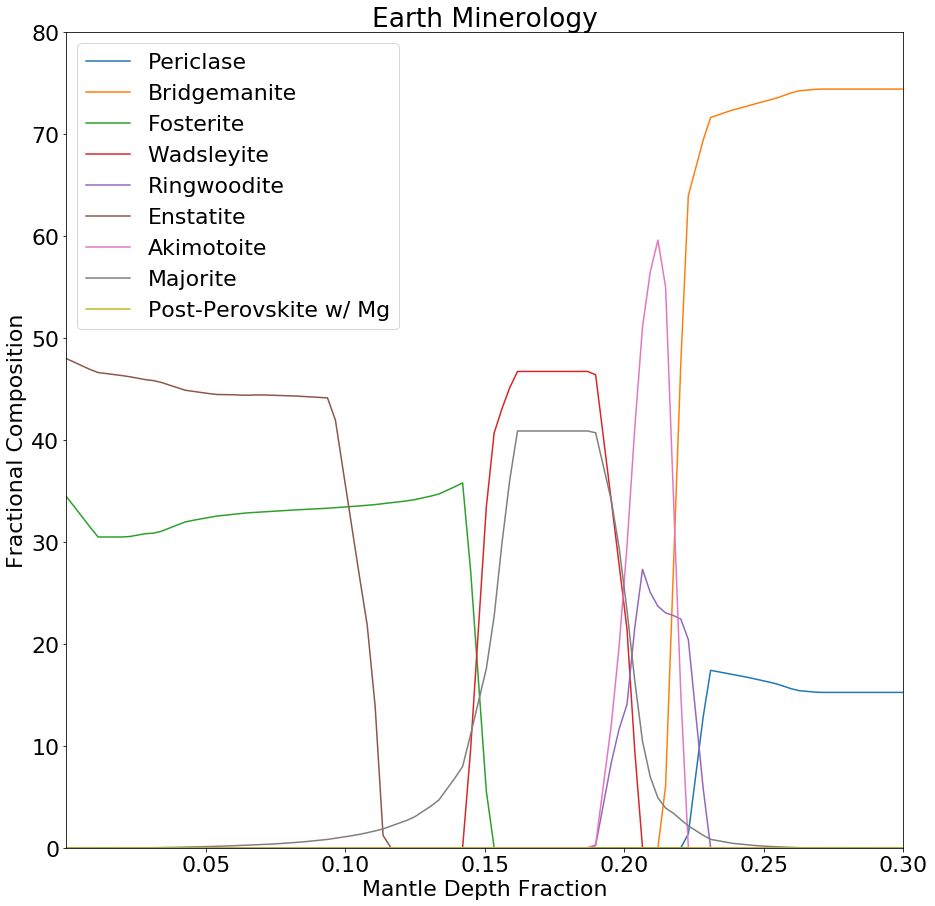 Earth Minerology
80
70
60
50
40
30
20
10
0
Fractional Composition
Periclase
Bridgemanite
Fosterite
Wadsleyite
Ringwoodite
Enstatite
Akimotoite
Majorite
Post-Perovskite w/ Mg
0.05 0.10 0.15 0.20 0.25 0.30
Mantle Depth Fraction